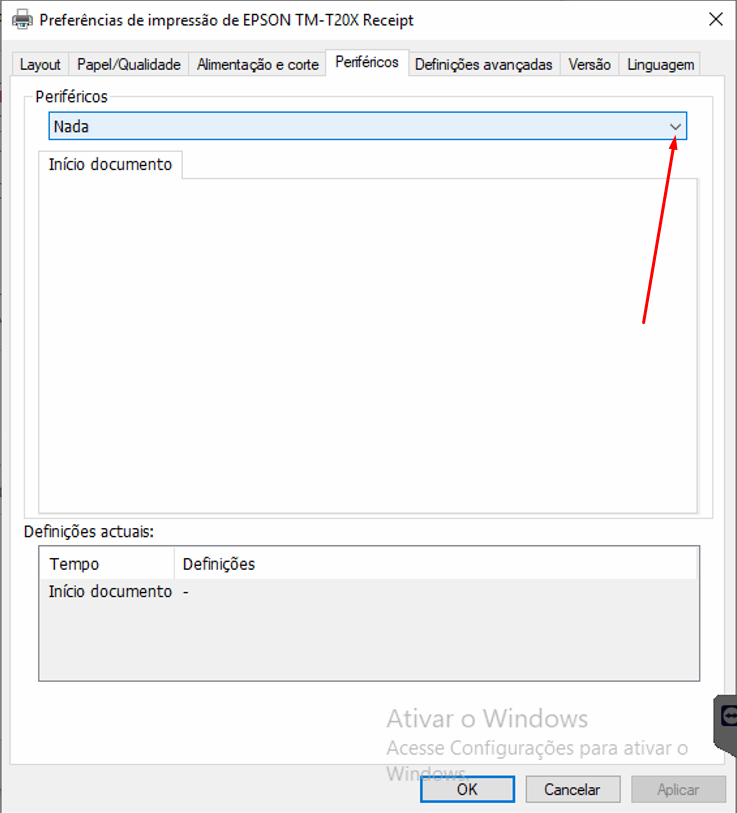 Preferências de impressão de EPSON TM-T20X Receipt
Layout Papel/Qualidade Alimentação e corte Periféricos Definições avançadas Versão Linguagem
Periféricos
Nada
Início documento
Definições actuais:
Tempo Definições
Início documento -
Ativar o Windows
Acesse Configurações para ativar o
Windows.
OK Cancelar Aplicar